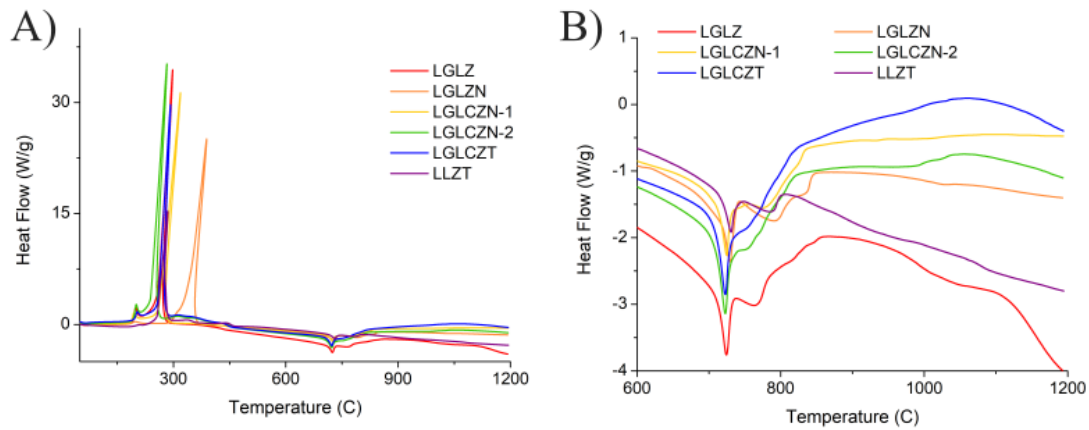 A)
Heat Flow (W/g)
30
15
0
300
600
900
1200
Temperature (C)
LGLZ
LGLZN
LGLCZN-1
LGLCZN-2
LGLCZT
LLZT
B)
LGLZ
LGLZN
LGLCZN-1
LGLCZN-2
LGLCZT
LLZT
Heat Flow (W/g)
1
0
-1
-2
-3
-4
600
800
1000
1200
Temperature (C)